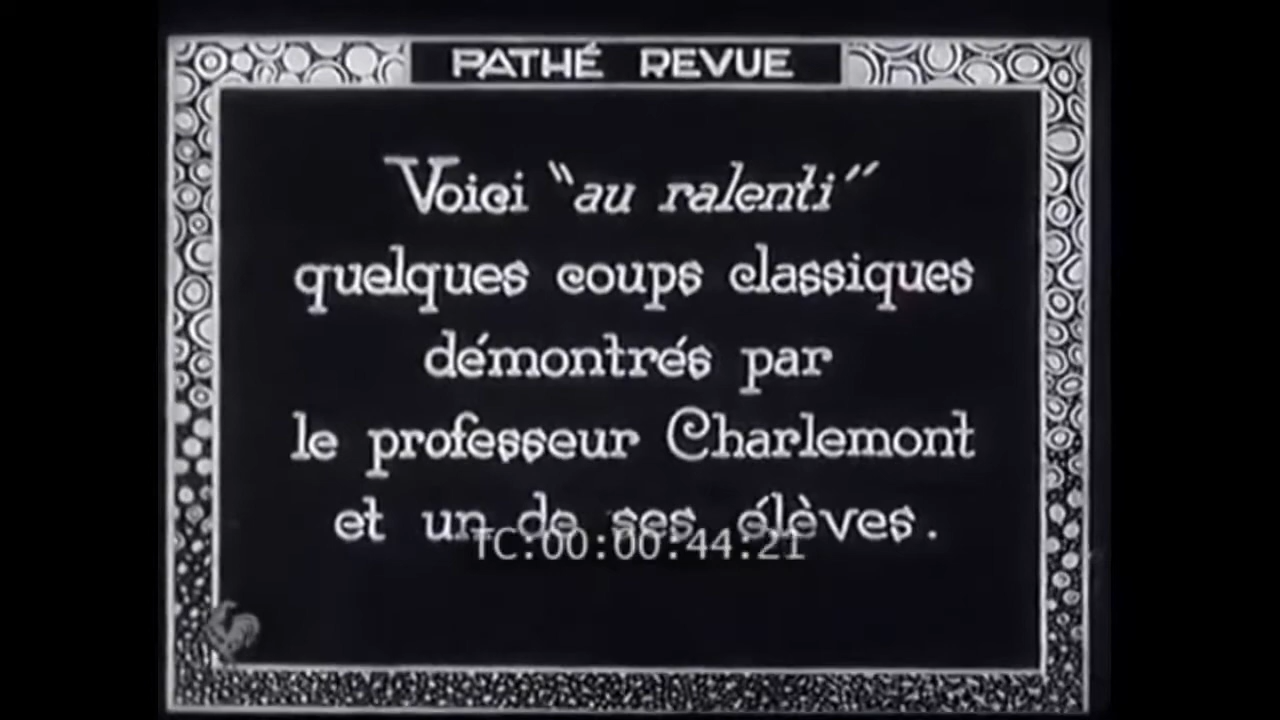 PATHÉ REVUE
Voici "au ralenti"
quelques coups classiques
démontrés par
le professeur Charlemont
et un de ses élèves.
TC:00:00:44:21